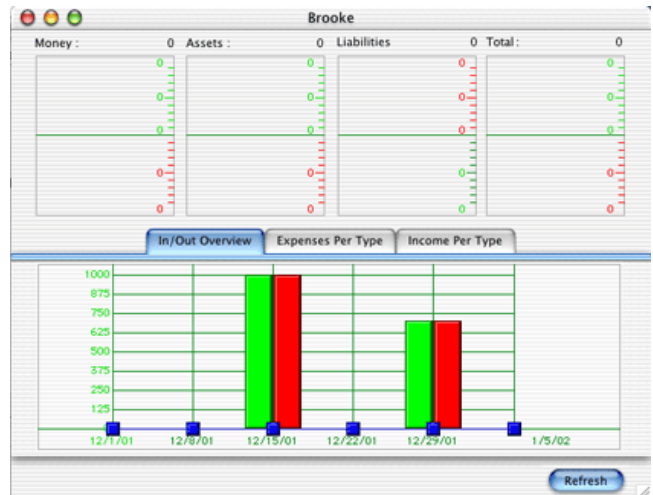 Brooke
Money : 0 Assets : 0 Liabilities 0 Total : 0
0 0 0 0
0 0 0 0
0 0 0 0
0 0 0 0
0 0 0 0
In/Out Overview Expenses Per Type Income Per Type
1000
875
750
625
500
375
250
125
12/1/01 12/8/01 12/15/01 12/22/01 12/29/01 1/5/02
Refresh